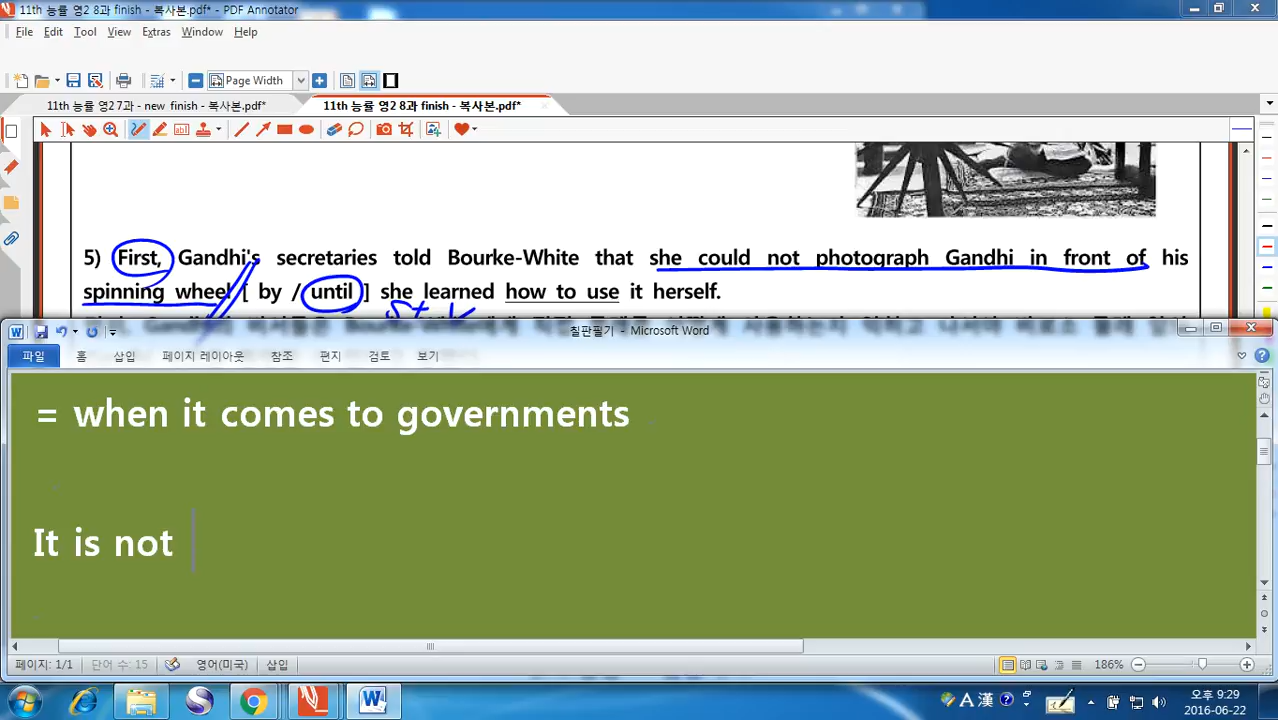 11th 능률 영2 8과 finish - 복사본.pdf* - PDF Annotator
File Edit Tool View Extras Window Help
Page Width
11th 능률 영2 7과 - new finish - 복사본.pdf* 11th 능률 영2 8과 finish - 복사본.pdf*
5) First, Gandhi's secretaries told Bourke-White that she could not photograph Gandhi in front of his
spinning wheel [ by / until ] she learned how to use it herself.
S+V
칠판필기 - Microsoft Word
파일 홈 삽입 페이지 레이아웃 참조 편지 검토 보기
= when it comes to governments
It is not
페이지: 1/1 단어 수: 15 영어(미국) 삽입 186%
A 漢 오후 9:29
2016-06-22